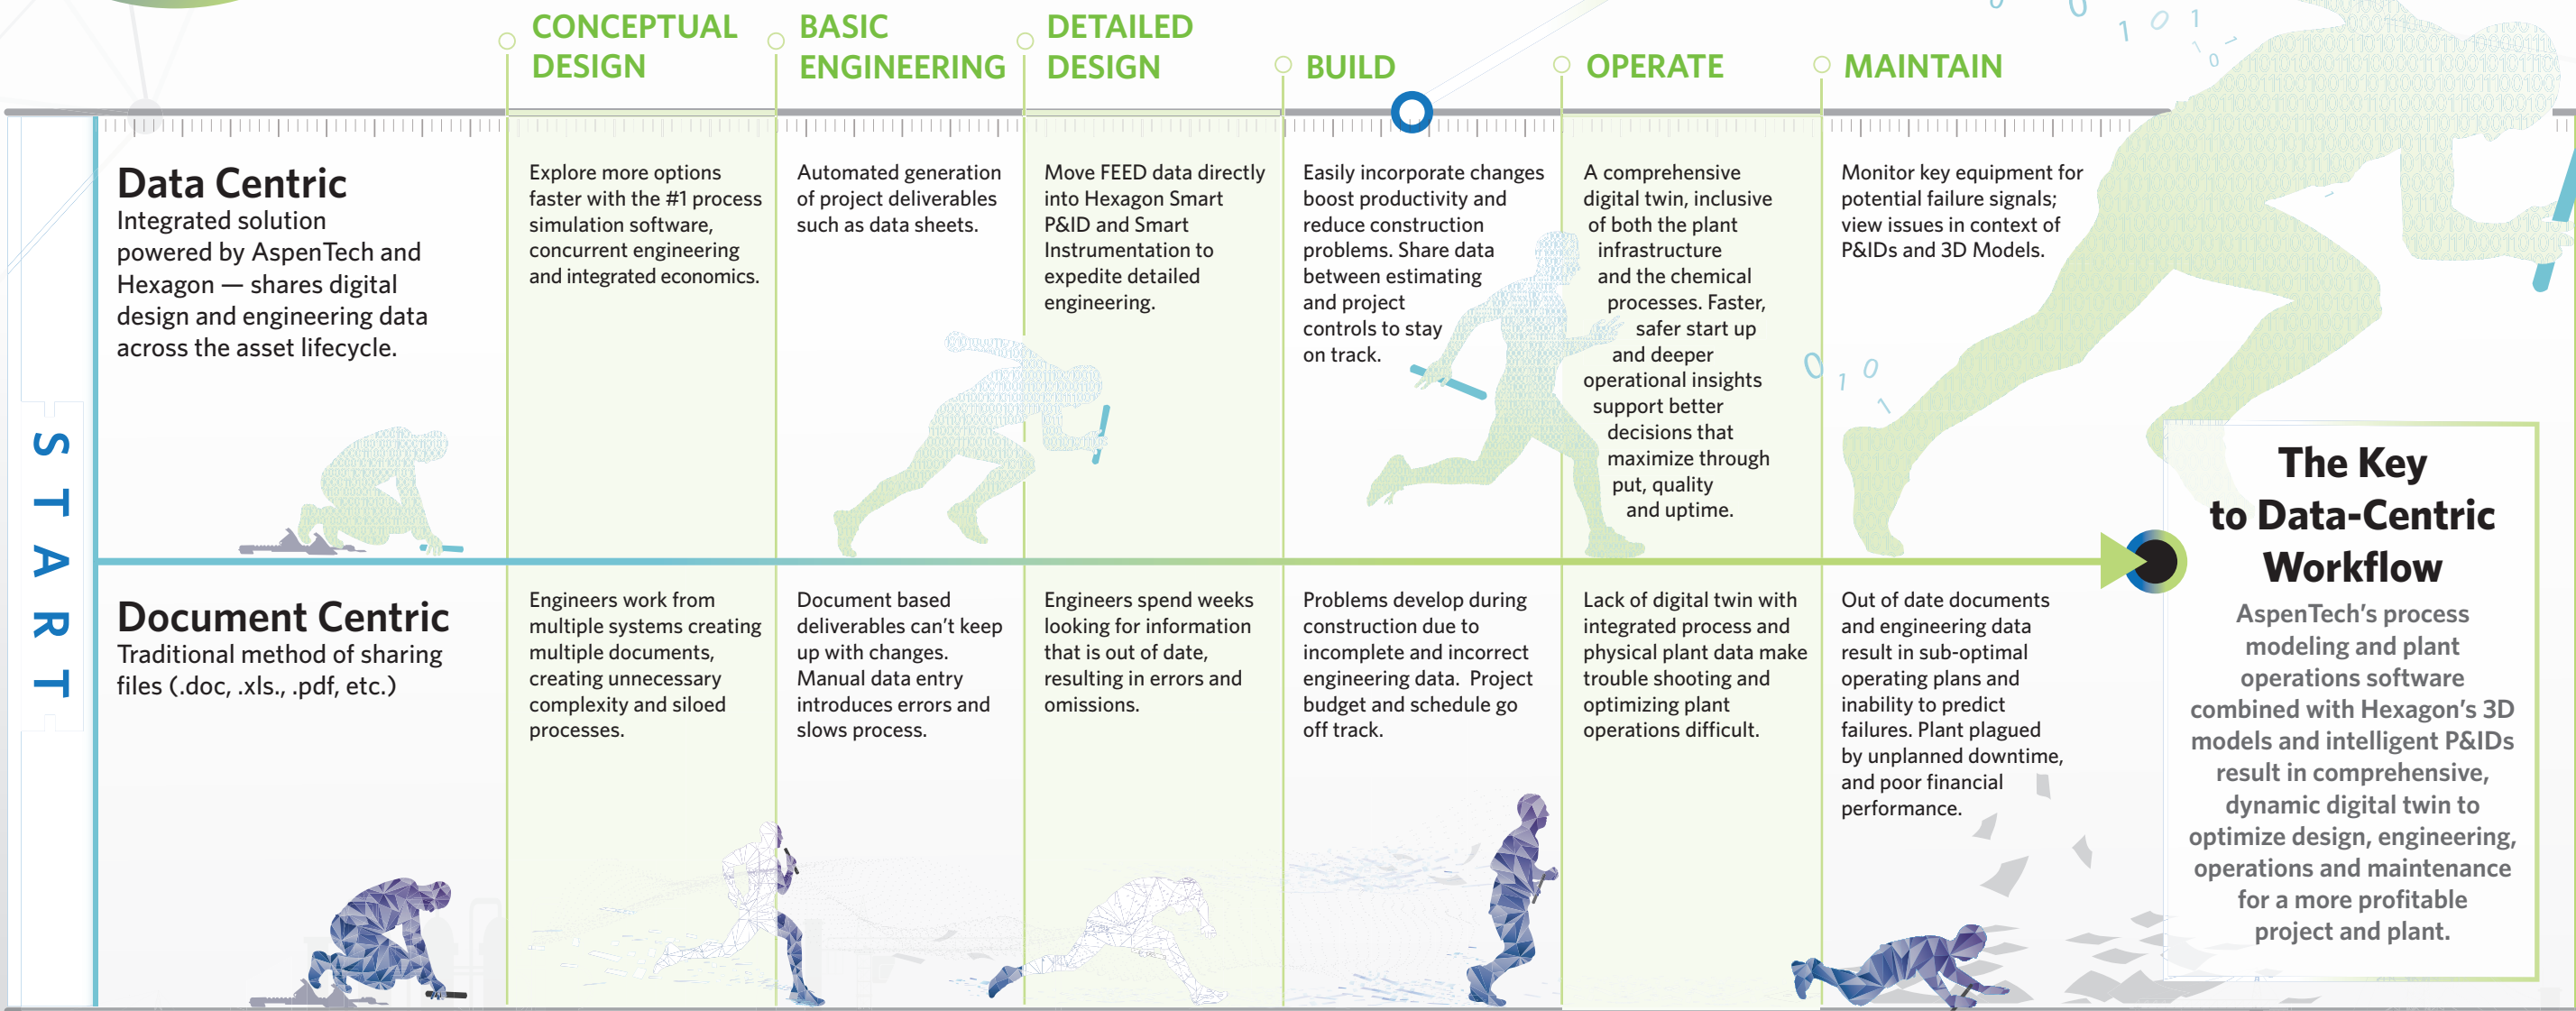 CONCEPTUAL
DESIGN
BASIC
ENGINEERING
DETAILED
DESIGN
BUILD
OPERATE
MAINTAIN
START
Data Centric
Integrated solution
powered by AspenTech and
Hexagon — shares digital
design and engineering data
across the asset lifecycle.
Explore more options
faster with the #1 process
simulation software,
concurrent engineering
and integrated economics.
Automated generation
of project deliverables
such as data sheets.
Move FEED data directly
into Hexagon Smart
P&ID and Smart
Instrumentation to
expedite detailed
engineering.
Easily incorporate changes
boost productivity and
reduce construction
problems. Share data
between estimating
and project
controls to stay
on track.
A comprehensive
digital twin, inclusive
of both the plant
infrastructure
and the chemical
processes. Faster,
safer start up
and deeper
operational insights
support better
decisions that
maximize through
put, quality
and uptime.
Monitor key equipment for
potential failure signals;
view issues in context of
P&IDs and 3D Models.
Document Centric
Traditional method of sharing
files (.doc, .xls., .pdf, etc.)
Engineers work from
multiple systems creating
multiple documents,
creating unnecessary
complexity and siloed
processes.
Document based
deliverables can’t keep
up with changes.
Manual data entry
introduces errors and
slows process.
Engineers spend weeks
looking for information
that is out of date,
resulting in errors and
omissions.
Problems develop during
construction due to
incomplete and incorrect
engineering data.  Project
budget and schedule go
off track.
Lack of digital twin with
integrated process and
physical plant data make
trouble shooting and
optimizing plant
operations difficult.
Out of date documents
and engineering data
result in sub-optimal
operating plans and
inability to predict
failures. Plant plagued
by unplanned downtime,
and poor financial
performance.
The Key
to Data-Centric
Workflow
AspenTech’s process
modeling and plant
operations software
combined with Hexagon’s 3D
models and intelligent P&IDs
result in comprehensive,
dynamic digital twin to
optimize design, engineering,
operations and maintenance
for a more profitable
project and plant.